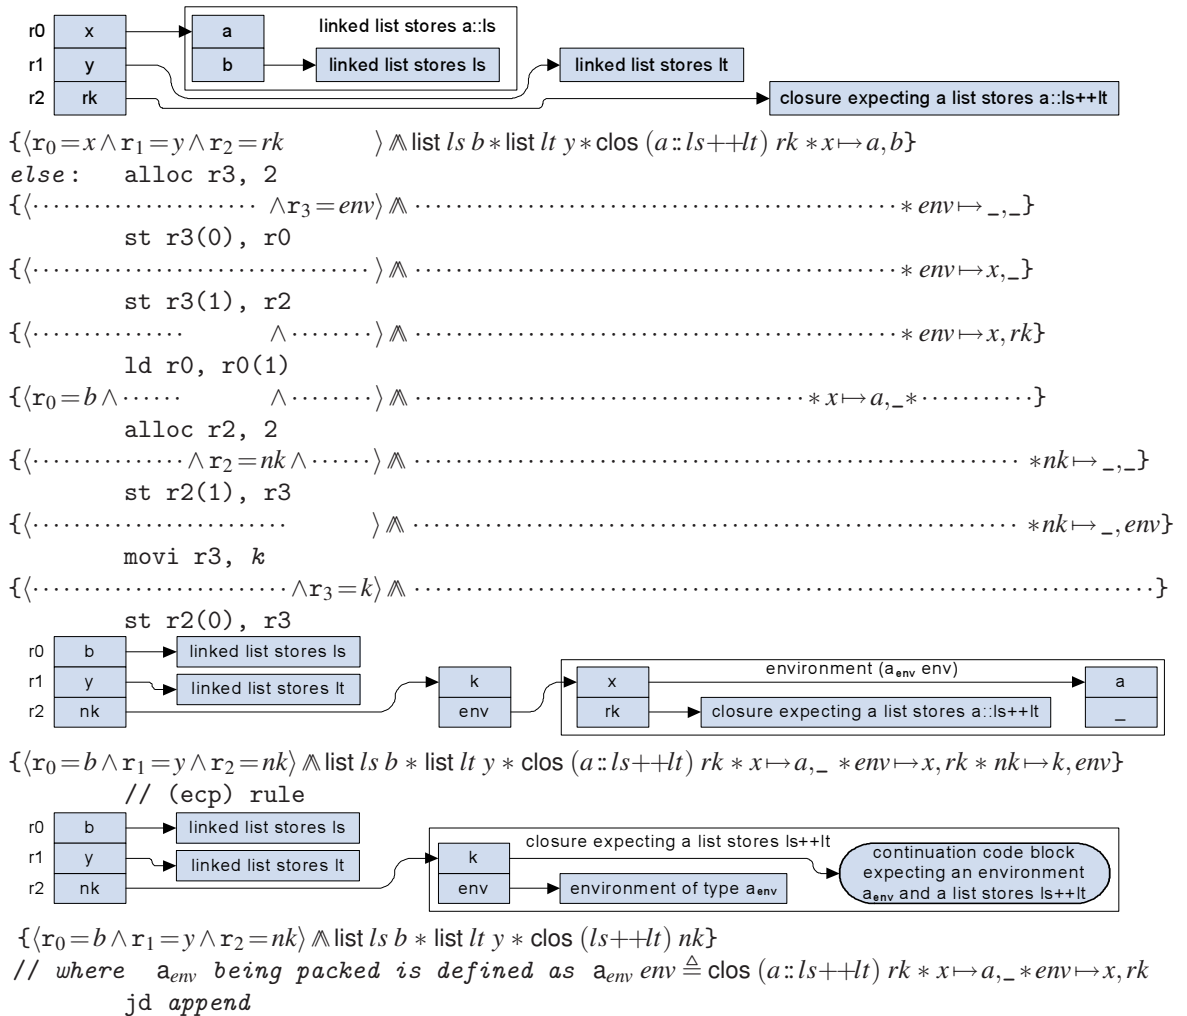 r0 x a linked list stores a::ls
r1 y b linked list stores ls linked list stores lt
r2 rk closure expecting a list stores a::ls++lt
{⟨r₀=x∧r₁=y∧r₂=rk ⟩⩕list ls b∗list lt y∗clos (a::ls++lt) rk ∗x↦a,b}
else: alloc r3, 2
{⟨······················ ∧r₃=env⟩⩕ ················································∗env↦_,_}
st r3(0), r0
{⟨································· ⟩⩕ ················································∗env↦x,_}
st r3(1), r2
{⟨··············· ∧·········⟩⩕ ················································∗env↦x,rk}
ld r0, r0(1)
{⟨r₀=b∧······ ∧·········⟩⩕ ·······································∗x↦a,_∗···········}
alloc r2, 2
{⟨···············∧r₂=nk∧······⟩⩕ ····························································∗nk↦_,_}
st r2(1), r3
{⟨························· ⟩⩕ ····························································∗nk↦_,env}
movi r3, k
{⟨·························∧r₃=k⟩⩕ ·········································································}
st r2(0), r3
r0 b linked list stores ls environment (aₑₙᵥ env)
r1 y linked list stores lt k x a
r2 nk env rk closure expecting a list stores a::ls++lt _
{⟨r₀=b∧r₁=y∧r₂=nk⟩⩕list ls b ∗ list lt y ∗ clos (a::ls++lt) rk ∗ x↦a,_ ∗env↦x,rk ∗ nk↦k,env}
// (ecp) rule
r0 b linked list stores ls closure expecting a list stores ls++lt
r1 y linked list stores lt k continuation code block
r2 nk env environment of type aₑₙᵥ expecting an environment
aₑₙᵥ and a list stores ls++lt
{⟨r₀=b∧r₁=y∧r₂=nk⟩⩕list ls b ∗ list lt y ∗ clos (ls++lt) nk}
// where aₑₙᵥ being packed is defined as aₑₙᵥ env ≜ clos (a::ls++lt) rk ∗ x↦a,_∗env↦x,rk
jd append